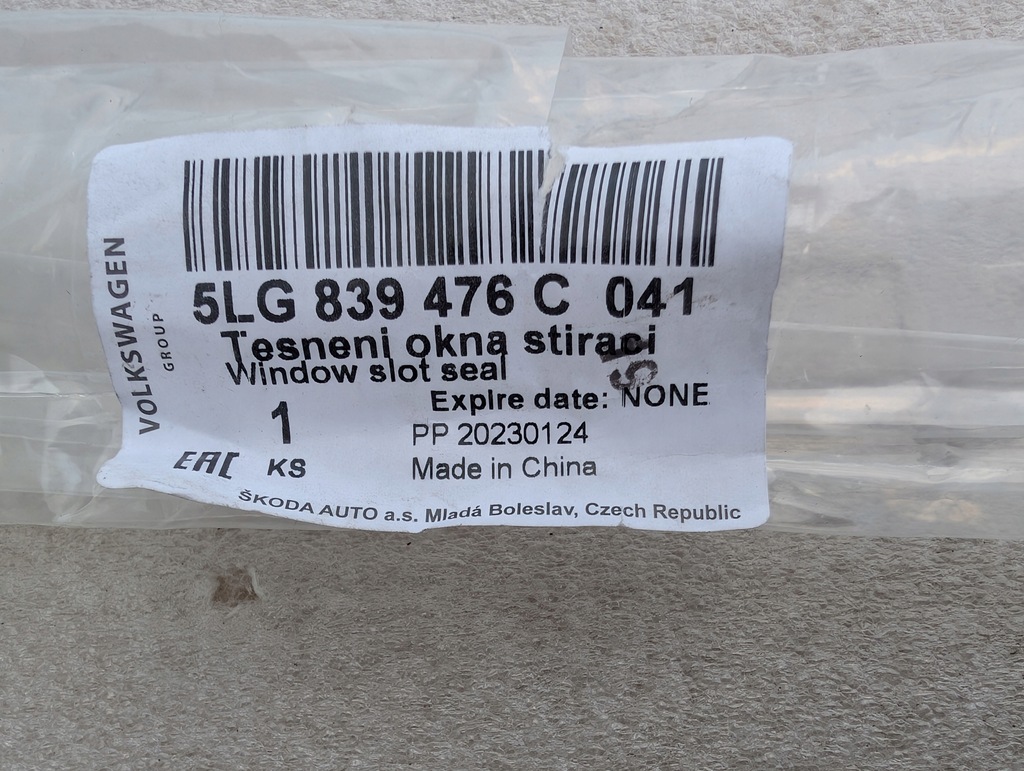 VOLKSWAGEN
GROUP
5LG 839 476 C 041
Tesneni okna stiraci
Window slot seal
Expire date: NONE
1
PP 20230124
EAC KS
Made in China
ŠKODA AUTO a.s. Mladá Boleslav, Czech Republic